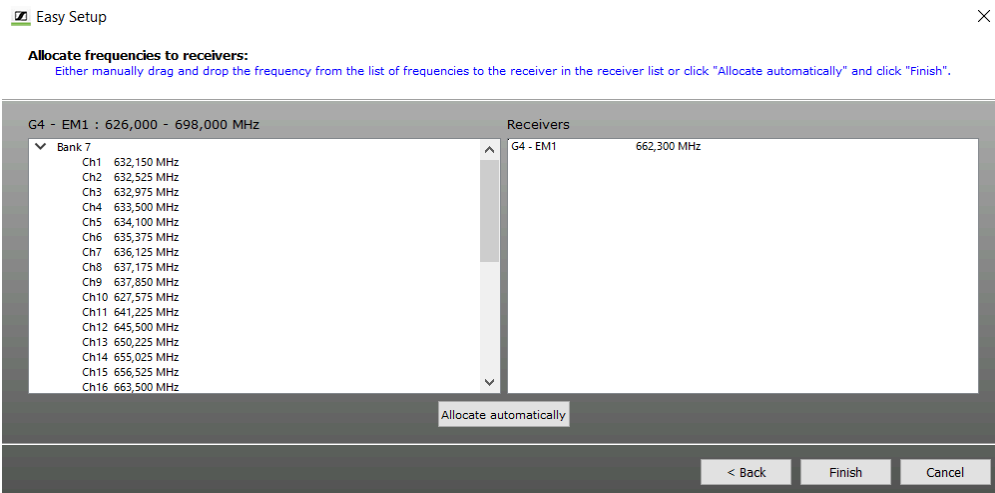 Easy Setup
Allocate frequencies to receivers:
Either manually drag and drop the frequency from the list of frequencies to the receiver in the receiver list or click "Allocate automatically" and click "Finish".
G4 - EM1 : 626,000 - 698,000 MHz
Bank 7
Ch1 632,150 MHz
Ch2 632,525 MHz
Ch3 632,975 MHz
Ch4 633,500 MHz
Ch5 634,100 MHz
Ch6 635,375 MHz
Ch7 636,125 MHz
Ch8 637,175 MHz
Ch9 637,850 MHz
Ch10 627,575 MHz
Ch11 641,225 MHz
Ch12 645,500 MHz
Ch13 650,225 MHz
Ch14 655,025 MHz
Ch15 656,525 MHz
Ch16 663,500 MHz
Receivers
G4 - EM1 662,300 MHz
Allocate automatically
< Back
Finish
Cancel